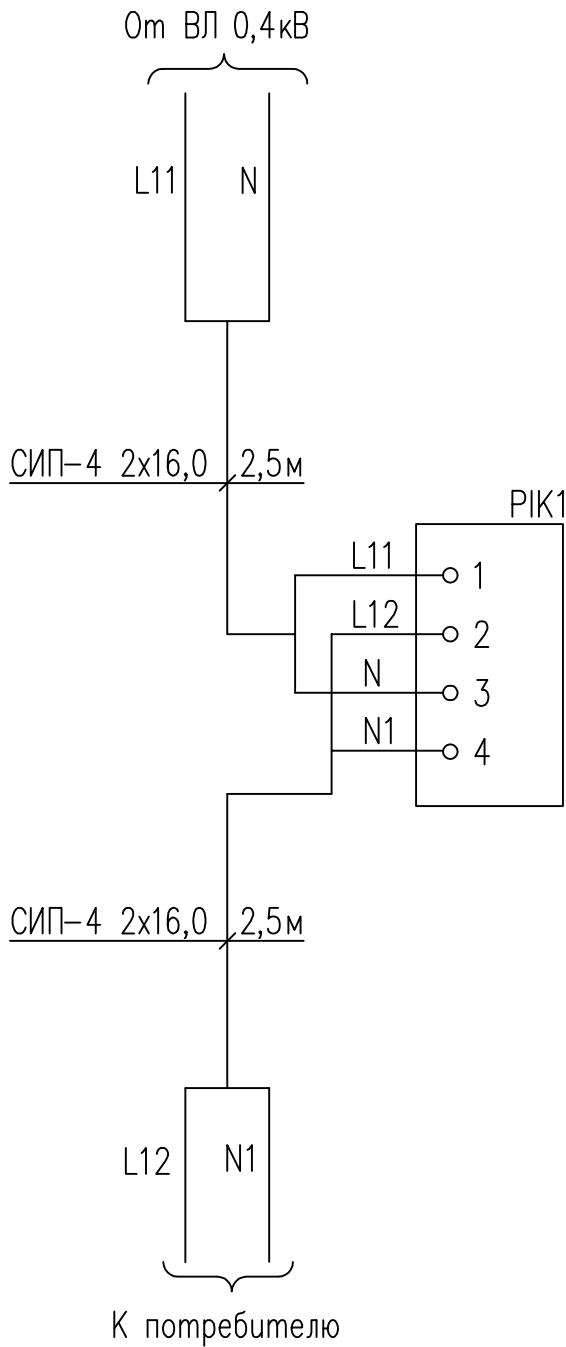 От ВЛ 0,4кВ
L11 N
СИП-4 2х16,0 2,5м
PIK1
L11 1
L12 2
N 3
N1 4
СИП-4 2х16,0 2,5м
L12 N1
К потребителю